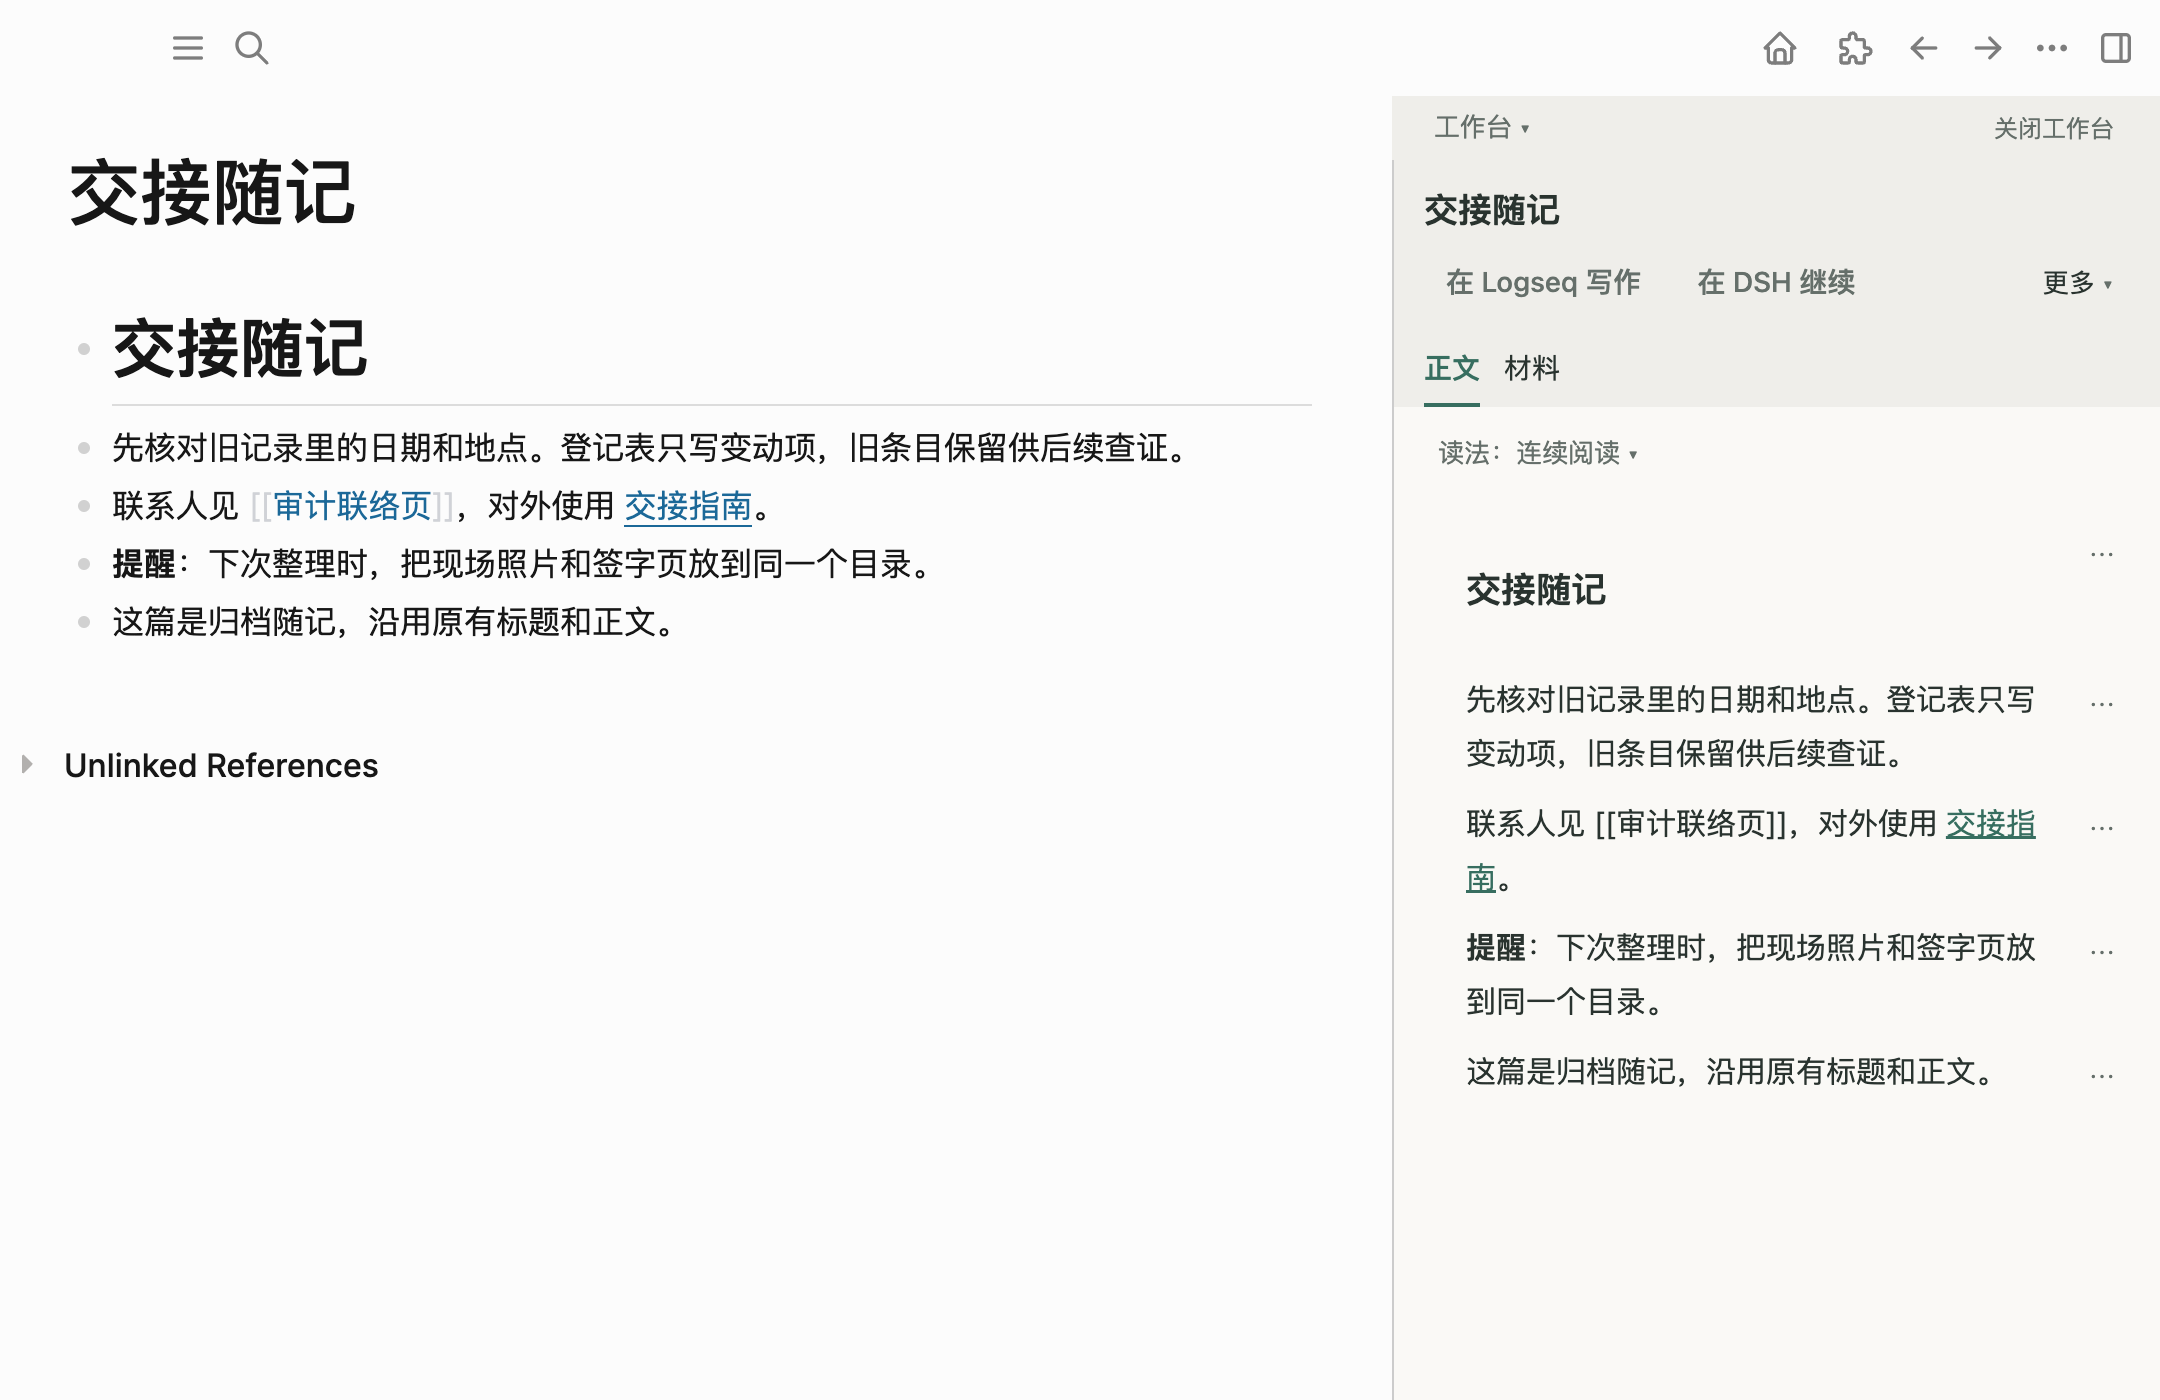 交接随记
交接随记
先核对旧记录里的日期和地点。登记表只写变动项，旧条目保留供后续查证。
联系人见 [[审计联络页]]，对外使用 交接指南。
提醒：下次整理时，把现场照片和签字页放到同一个目录。
这篇是归档随记，沿用原有标题和正文。
Unlinked References
工作台 ▾
关闭工作台
交接随记
在 Logseq 写作
在 DSH 继续
更多 ▾
正文
材料
读法：连续阅读 ▾
交接随记
先核对旧记录里的日期和地点。登记表只写
变动项，旧条目保留供后续查证。
联系人见 [[审计联络页]]，对外使用 交接指
南。
提醒：下次整理时，把现场照片和签字页放
到同一个目录。
这篇是归档随记，沿用原有标题和正文。